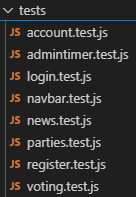 tests
JS account.test.js
JS admintimer.test.js
JS login.test.js
JS navbar.test.js
JS news.test.js
JS parties.test.js
JS register.test.js
JS voting.test.js